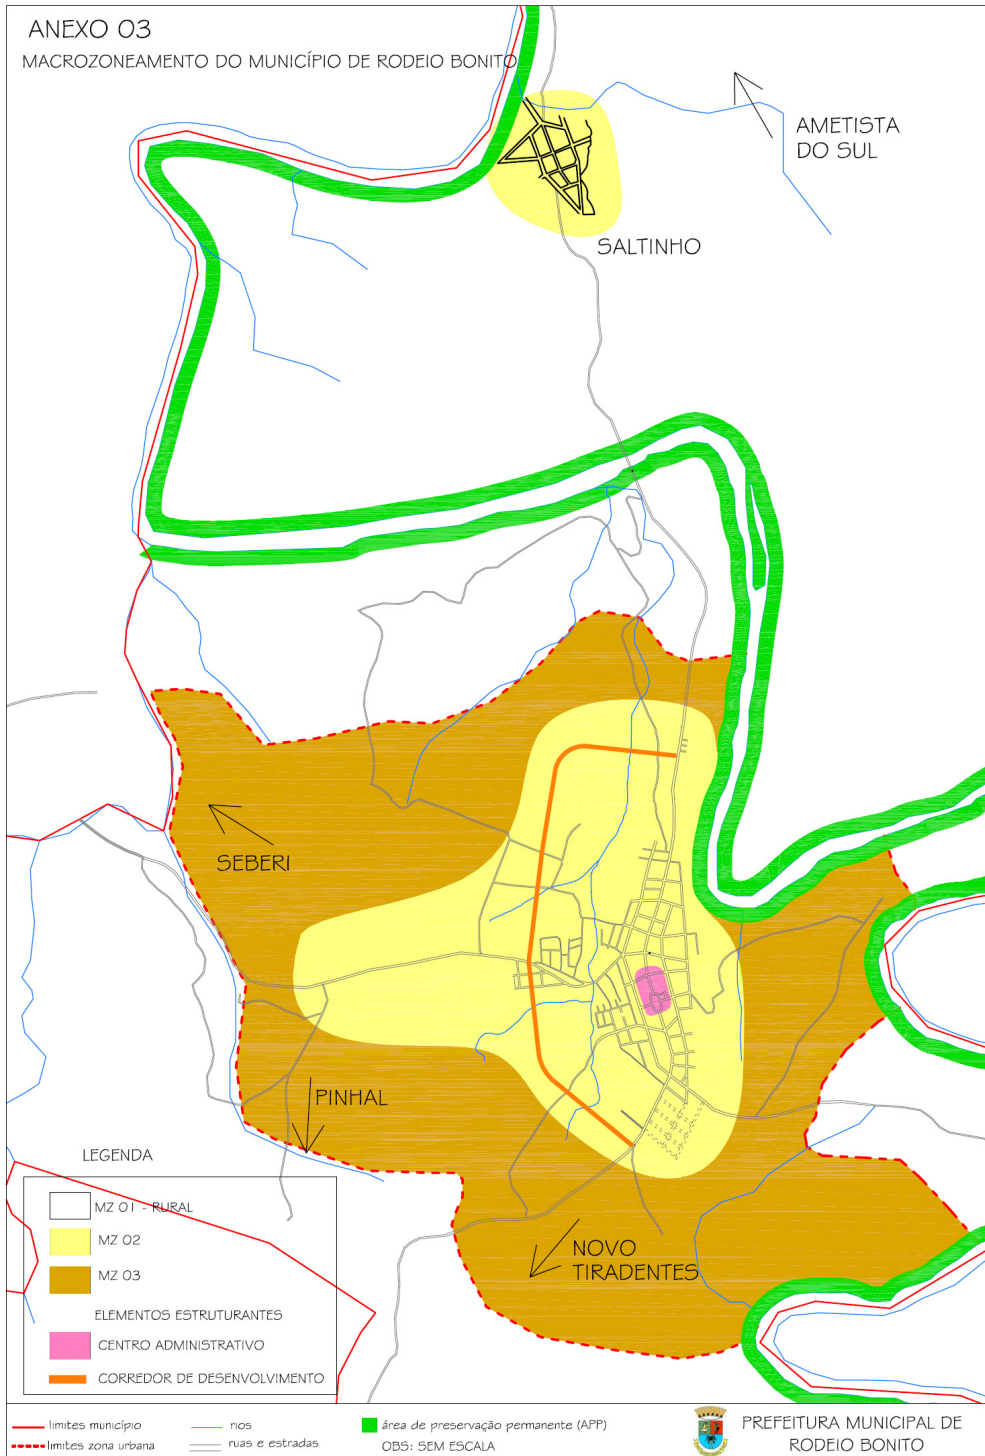 ANEXO 03
MACROZONEAMENTO DO MUNICÍPIO DE RODEIO BONITO
AMETISTA
DO SUL
SALTINHO
SEBERI
PINHAL
NOVO
TIRADENTES
LEGENDA
MZ 01 - RURAL
MZ 02
MZ 03
ELEMENTOS ESTRUTURANTES
CENTRO ADMINISTRATIVO
CORREDOR DE DESENVOLVIMENTO
limites município
limites zona urbana
rios
ruas e estradas
área de preservação permanente (APP)
OBS: SEM ESCALA
PREFEITURA MUNICIPAL DE
RODEIO BONITO